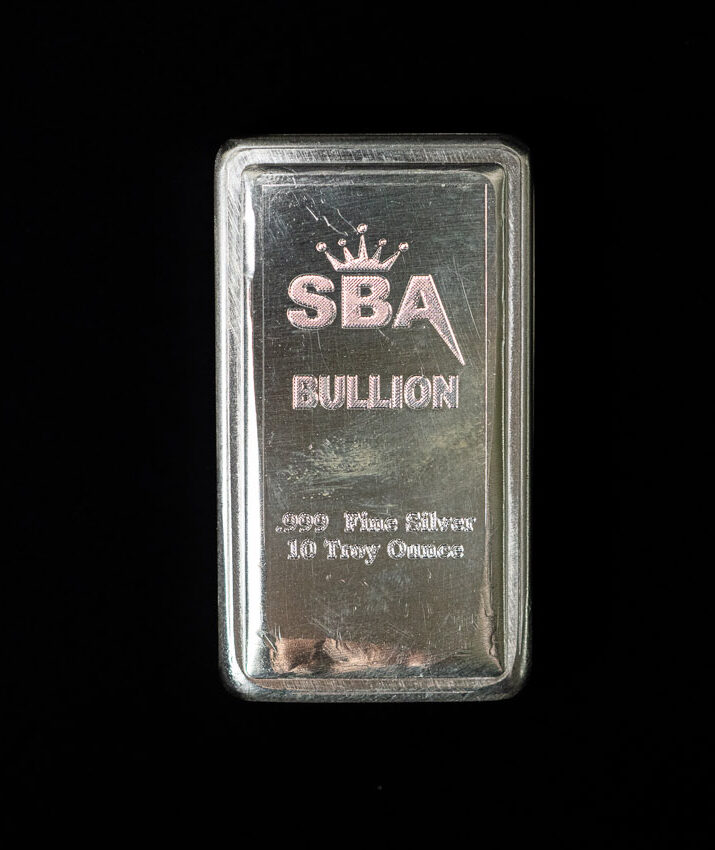 SBA
BULLION
.999 Fine Silver
10 Troy Ounce